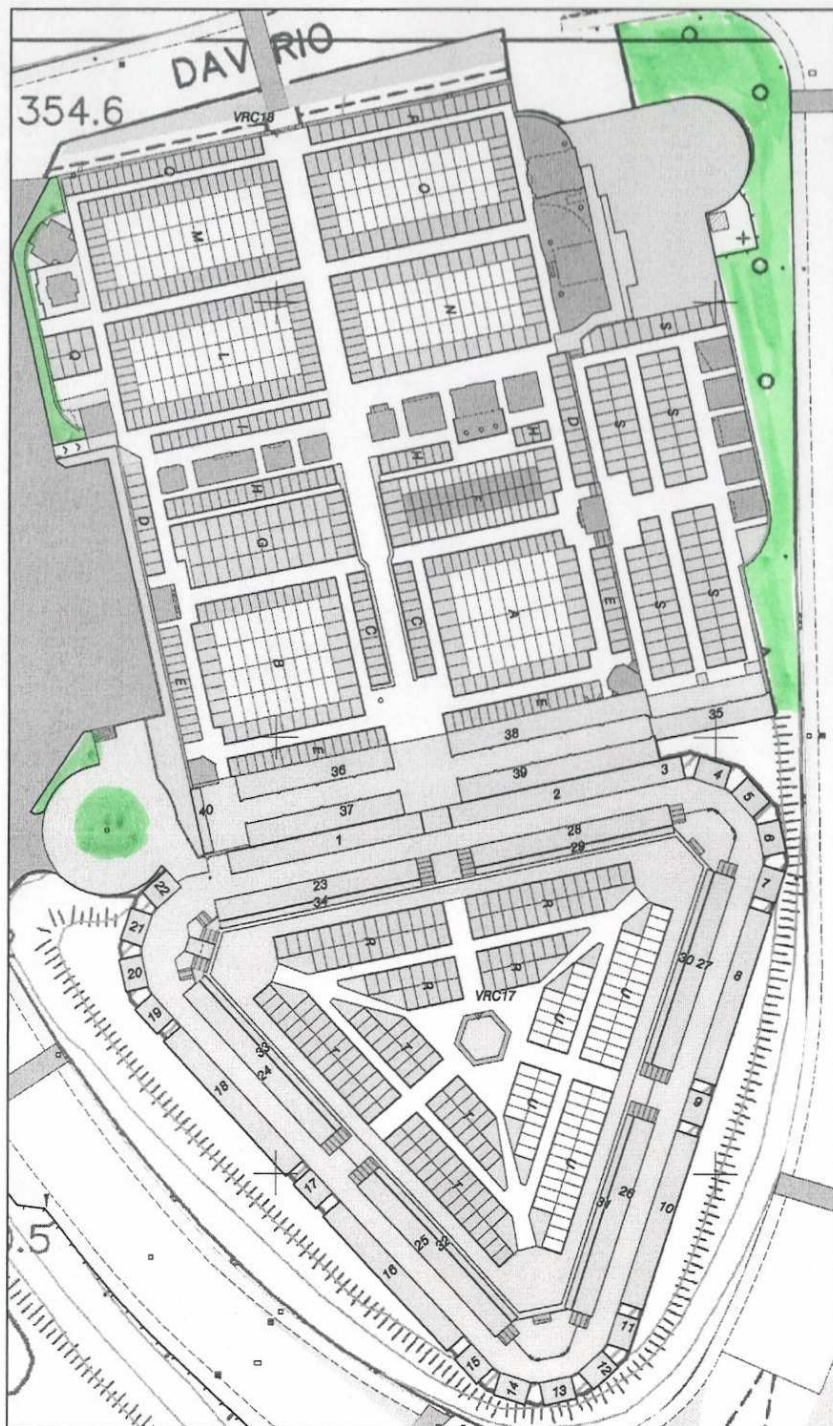 DAVERIO
354.6
VRC18
P
Q
O
M
N
L
Q
S
I
D
S
S
H
H
H
F
D
G
S
S
E
C
C
A
B
E
E
E
35
38
36
39
40
37
2
3
4
5
1
28
29
6
23
34
7
22
R
R
R
R
30
27
21
U
U
8
20
VRC17
19
33
24
T
T
18
9
U
U
T
T
17
31
26
10
25
32
16
5.5
11
15
12
14
13